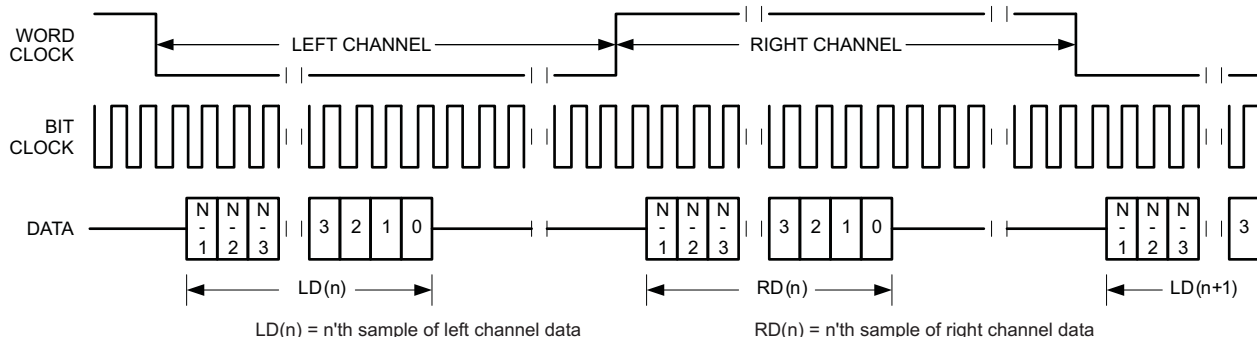 WORD
CLOCK
LEFT CHANNEL
RIGHT CHANNEL
BIT
CLOCK
DATA
N
-
1
N
-
2
N
-
3
3
2
1
0
N
-
1
N
-
2
N
-
3
3
2
1
0
N
-
1
N
-
2
N
-
3
3
LD(n)
RD(n)
LD(n+1)
LD(n) = n'th sample of left channel data
RD(n) = n'th sample of right channel data